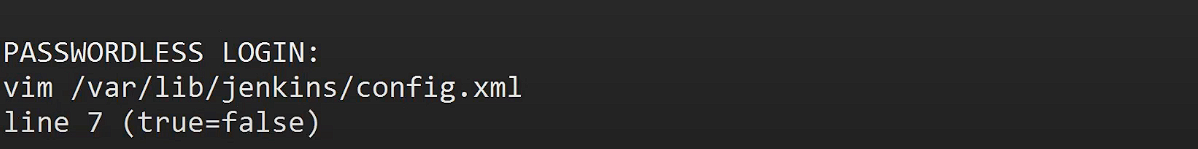 PASSWORDLESS LOGIN:
vim /var/lib/jenkins/config.xml
line 7 (true=false)